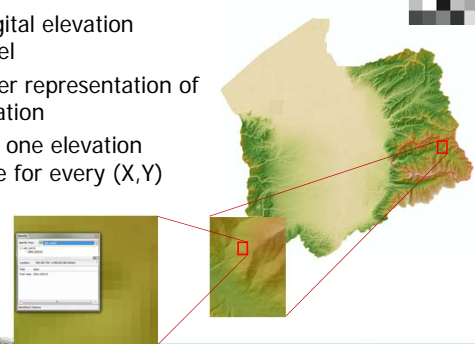 gital elevation
el
er representation of
ation
one elevation
e for every (X,Y)